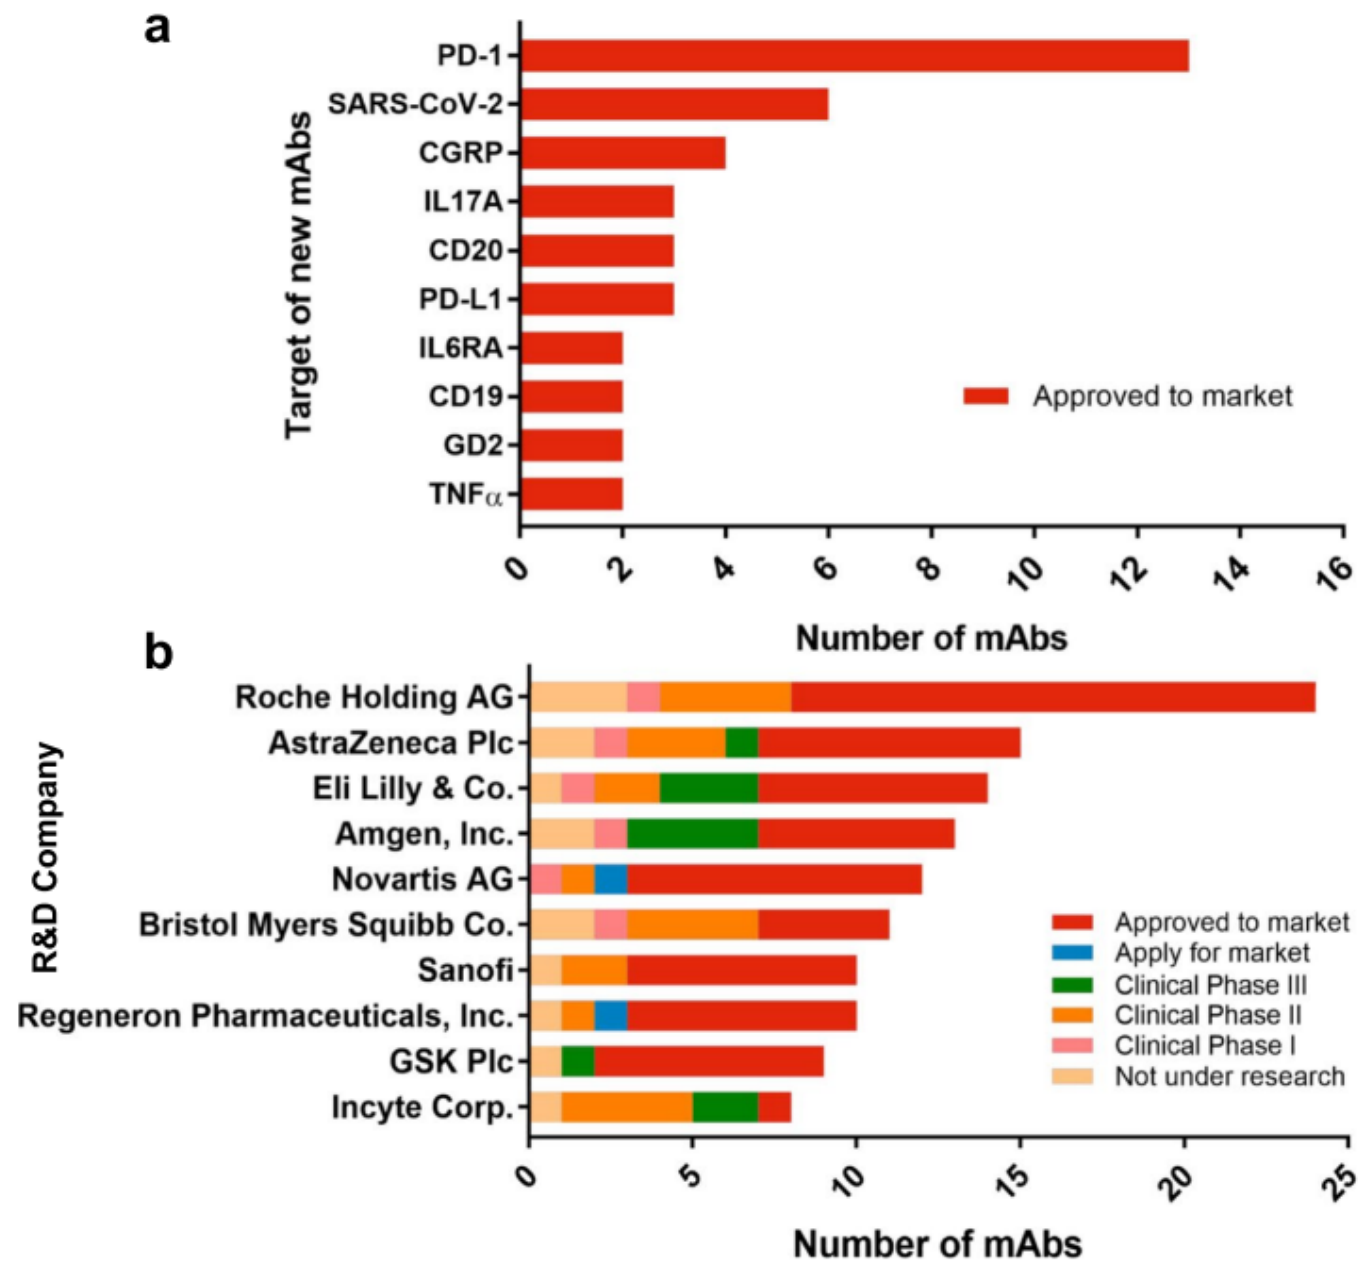 a
Target of new mAbs
PD-1
SARS-CoV-2
CGRP
IL17A
CD20
PD-L1
IL6RA
CD19
GD2
TNFα
Approved to market
0 2 4 6 8 10 12 14 16
Number of mAbs
b
R&D Company
Roche Holding AG
AstraZeneca Plc
Eli Lilly & Co.
Amgen, Inc.
Novartis AG
Bristol Myers Squibb Co.
Sanofi
Regeneron Pharmaceuticals, Inc.
GSK Plc
Incyte Corp.
Approved to market
Apply for market
Clinical Phase III
Clinical Phase II
Clinical Phase I
Not under research
0 5 10 15 20 25
Number of mAbs